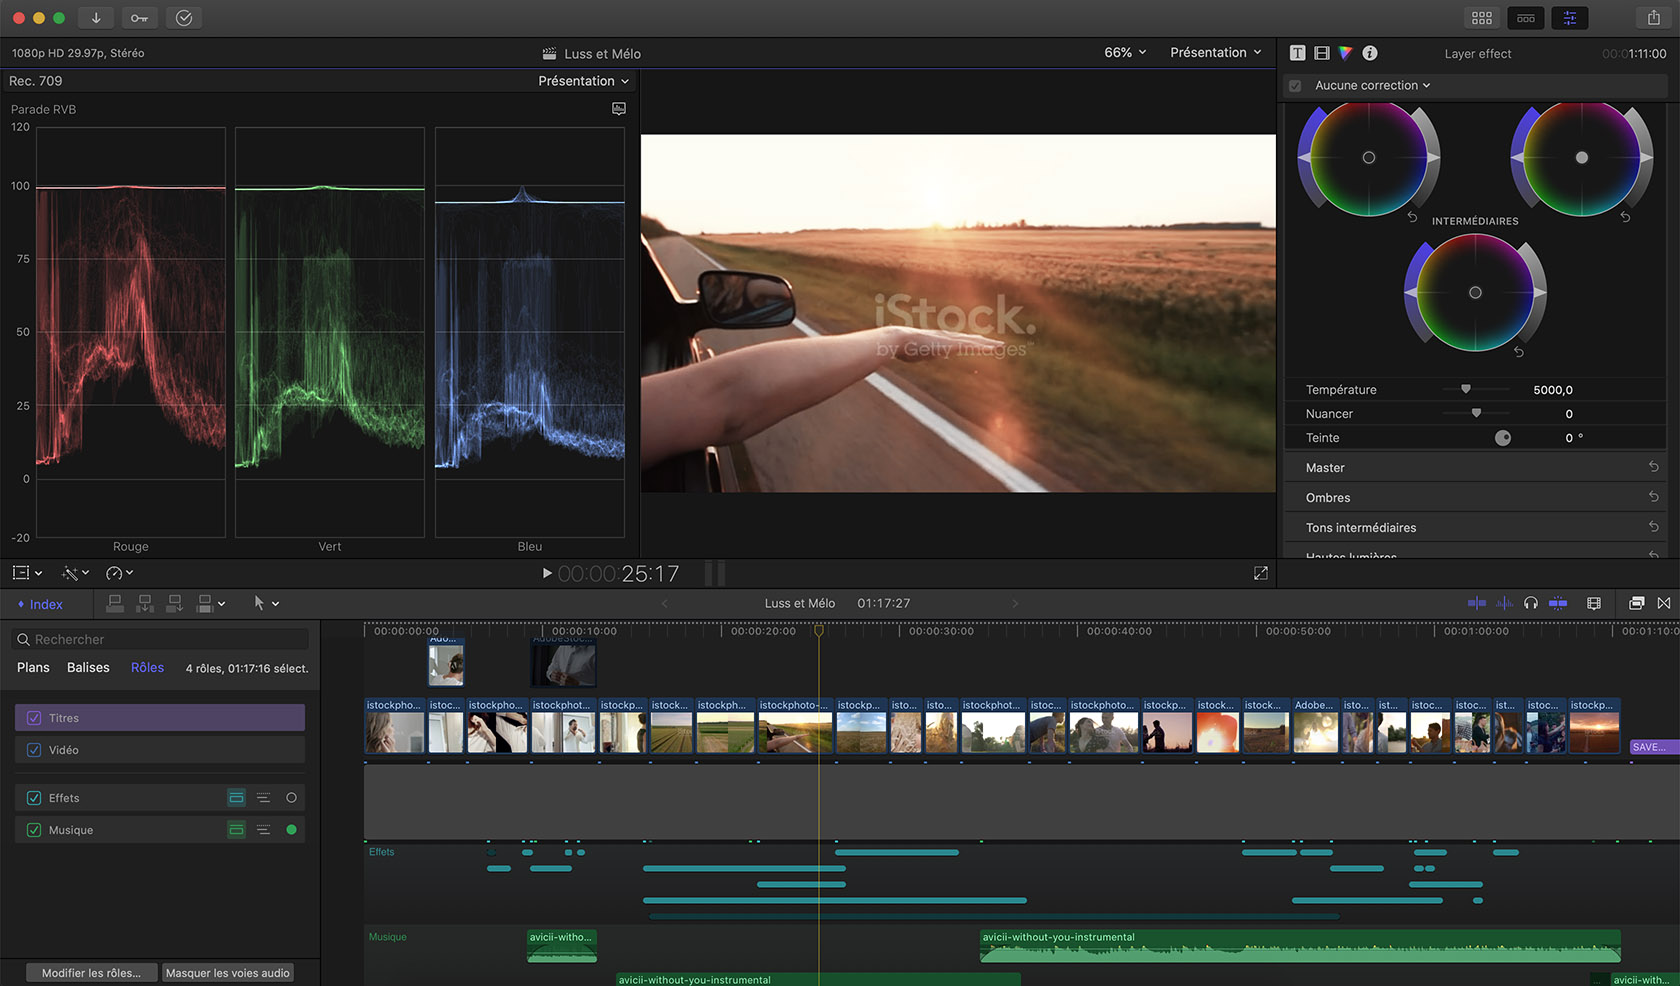 1080p HD 29.97p, Stéréo
Luss et Mélo
66%
Présentation
Layer effect
00:01:11:00
Rec. 709
Présentation
Aucune correction
Parade RVB
120
100
75
50
25
0
-20
Rouge
Vert
Bleu
iStock.
by Getty Images™
INTERMÉDIAIRES
Température
5000,0
Nuancer
0
Teinte
0 °
Master
Ombres
Tons intermédiaires
Hautes lumières
00:00:25:17
Index
Luss et Mélo
01:17:27
Rechercher
Plans
Balises
Rôles
4 rôles, 01:17:16 sélect.
Titres
Vidéo
Effets
Musique
Modifier les rôles...
Masquer les voies audio
00:00:00:00
00:00:10:00
00:00:20:00
00:00:30:00
00:00:40:00
00:00:50:00
00:01:00:00
00:01:10:0
Ado...
AdobeStoc...
istockpho...
istoc...
istockpho...
istockphot...
istockp...
istock...
istockph...
istockphoto-...
istockp...
isto...
isto...
istockphot...
istoc...
istockphoto...
istockp...
istock...
istock...
Adobe...
isto...
ist...
istoc...
istoc...
ist...
istoc...
istockp...
SAVE...
Effets
Musique
avicii-witho...
avicii-without-you-instrumental
avicii-without-you-instrumental
...
avicii-with...